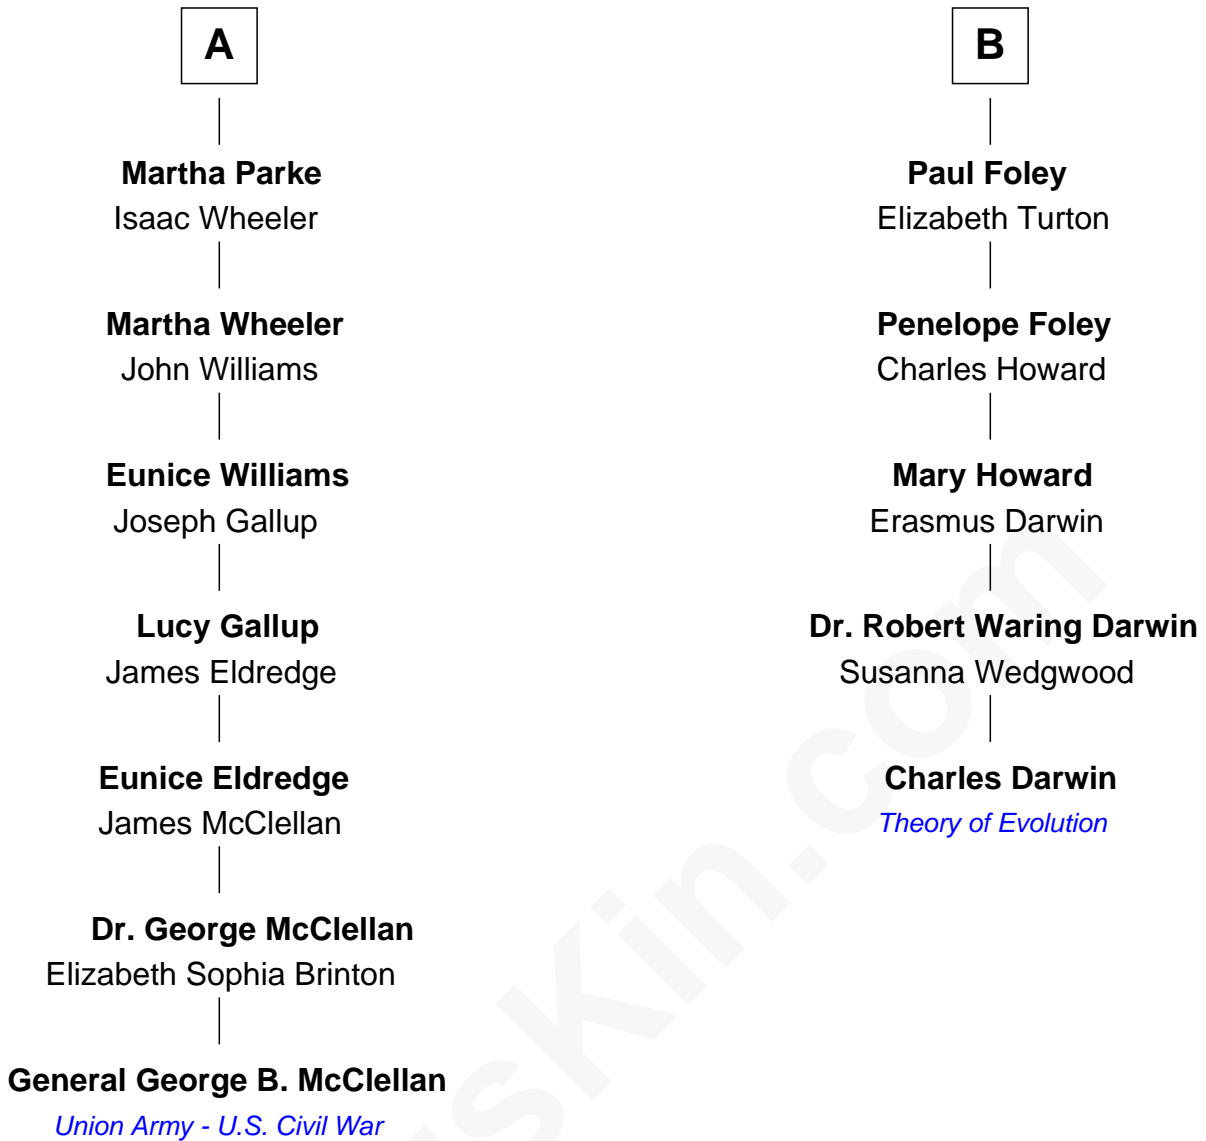 A
Martha Parke
Isaac Wheeler
Martha Wheeler
John Williams
Eunice Williams
Joseph Gallup
Lucy Gallup
James Eldredge
Eunice Eldredge
James McClellan
Dr. George McClellan
Elizabeth Sophia Brinton
General George B. McClellan
Union Army - U.S. Civil War
B
Paul Foley
Elizabeth Turton
Penelope Foley
Charles Howard
Mary Howard
Erasmus Darwin
Dr. Robert Waring Darwin
Susanna Wedgwood
Charles Darwin
Theory of Evolution
sKin.com